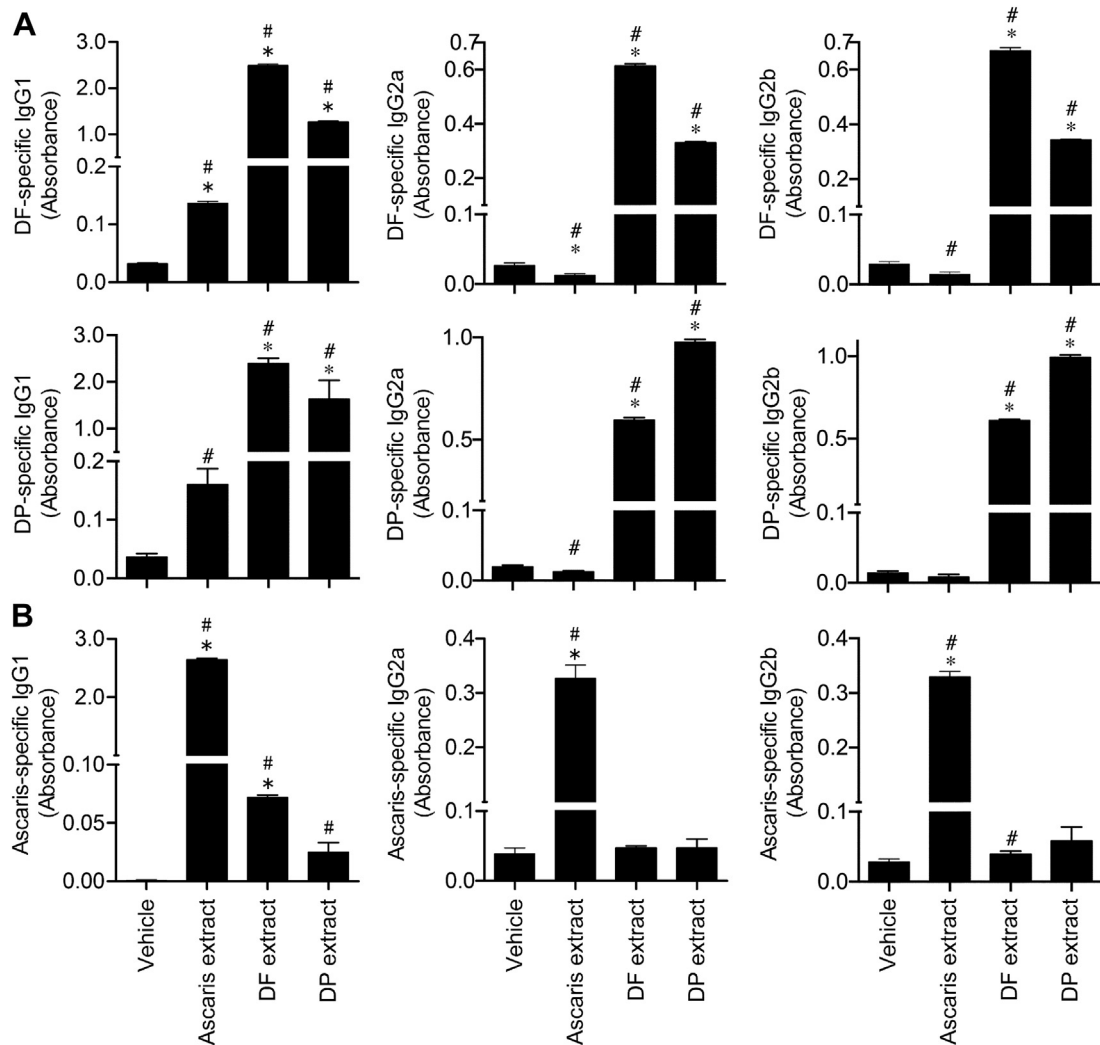 A
DF-specific IgG1
(Absorbance)
3.0
2.0
1.0
0.2
0.1
0.0
#
*
#
*
#
*
DF-specific IgG2a
(Absorbance)
0.7
0.6
0.4
0.2
0.1
0.0
#
*
#
*
#
*
DF-specific IgG2b
(Absorbance)
0.7
0.6
0.4
0.2
0.1
0.0
#
#
*
#
*
DP-specific IgG1
(Absorbance)
3.0
2.0
1.0
0.2
0.1
0.0
#
#
*
#
*
DP-specific IgG2a
(Absorbance)
1.0
0.5
0.1
0.0
#
#
*
#
*
DP-specific IgG2b
(Absorbance)
1.0
0.5
0.1
0.0
#
*
#
*
B
Ascaris-specific IgG1
(Absorbance)
3.0
2.0
1.0
0.10
0.05
0.00
#
*
#
*
#
Vehicle
Ascaris extract
DF extract
DP extract
Ascaris-specific IgG2a
(Absorbance)
0.4
0.3
0.2
0.1
0.0
#
*
Vehicle
Ascaris extract
DF extract
DP extract
Ascaris-specific IgG2b
(Absorbance)
0.4
0.3
0.2
0.1
0.0
#
*
#
Vehicle
Ascaris extract
DF extract
DP extract